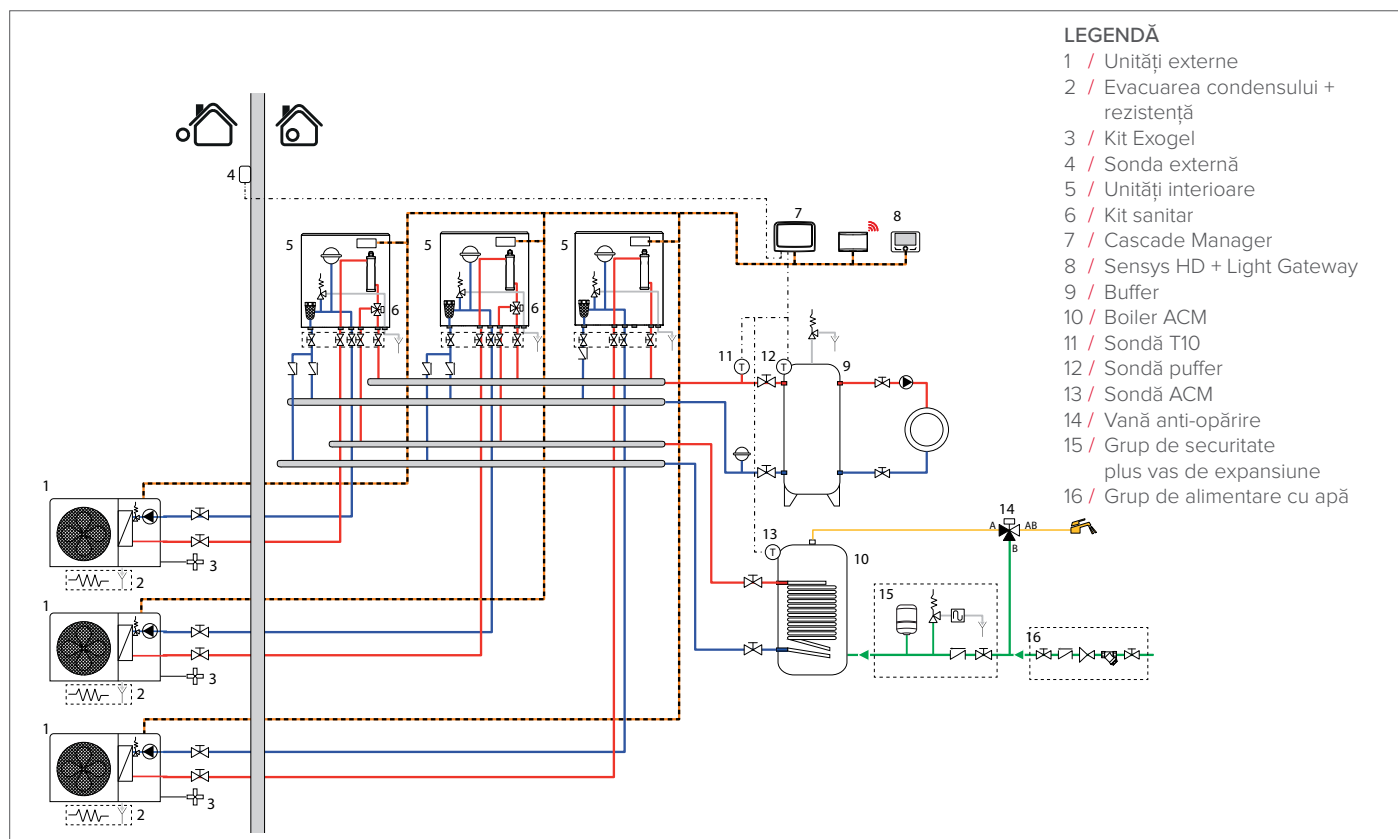 LEGENDĂ
1 / Unități externe
2 / Evacuarea condensului +
rezistență
3 / Kit Exogel
4 / Sonda externă
5 / Unități interioare
6 / Kit sanitar
7 / Cascade Manager
8 / Sensys HD + Light Gateway
9 / Buffer
10 / Boiler ACM
11 / Sondă T10
12 / Sondă puffer
13 / Sondă ACM
14 / Vană anti-opărire
15 / Grup de securitate
plus vas de expansiune
16 / Grup de alimentare cu apă
4
7
8
5
5
5
6
6
11
T
12
T
9
1
3
2
13
T
10
14
A
AB
B
15
16
1
3
2
1
3
2